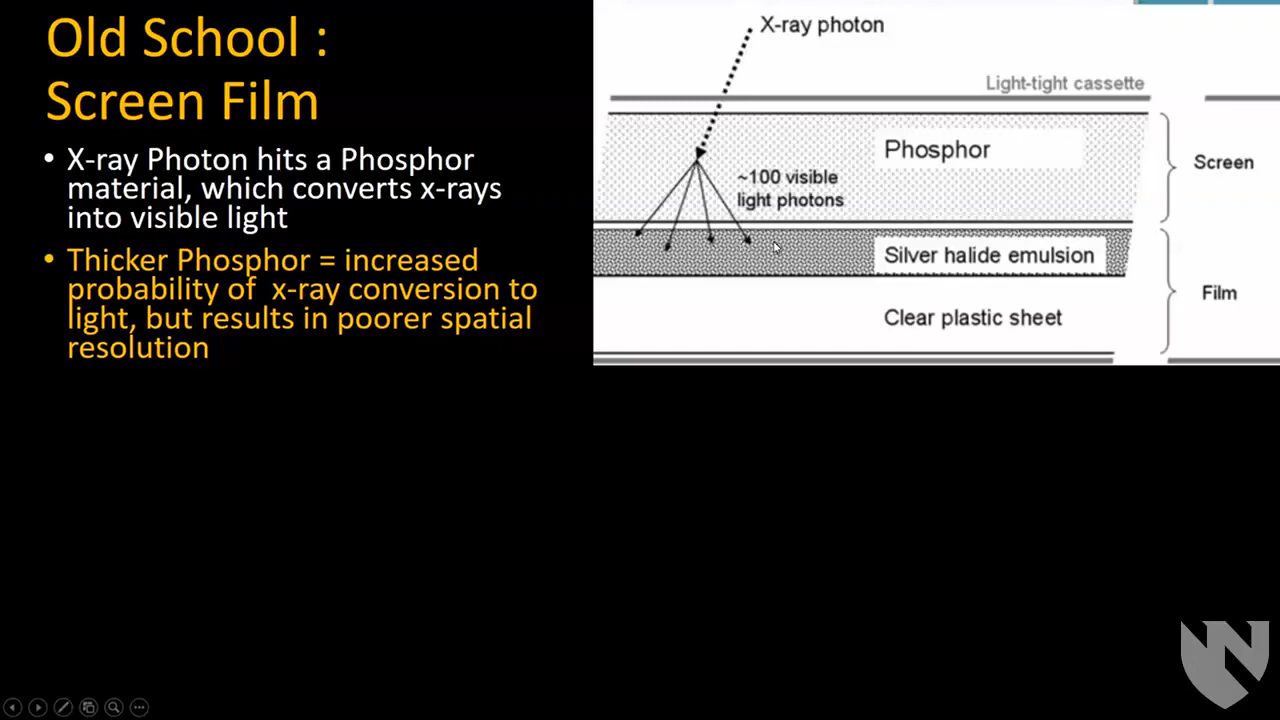 Old School :
Screen Film
• X-ray Photon hits a Phosphor
material, which converts x-rays
into visible light
• Thicker Phosphor = increased
probability of  x-ray conversion to
light, but results in poorer spatial
resolution
X-ray photon
Light-tight cassette
Phosphor
Screen
~100 visible
light photons
Silver halide emulsion
Film
Clear plastic sheet